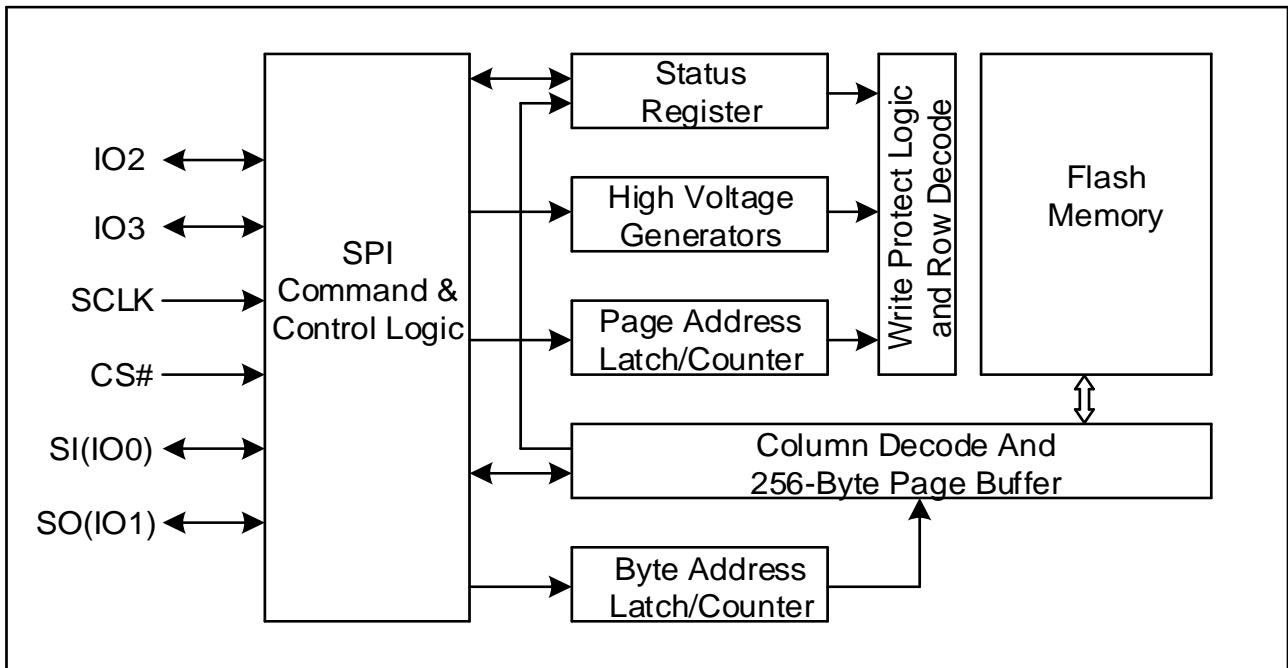 IO2
IO3
SCLK
CS#
SI(IO0)
SO(IO1)
SPI
Command &
Control Logic
Status
Register
High Voltage
Generators
Page Address
Latch/Counter
Write Protect Logic
and Row Decode
Flash
Memory
Column Decode And
256-Byte Page Buffer
Byte Address
Latch/Counter